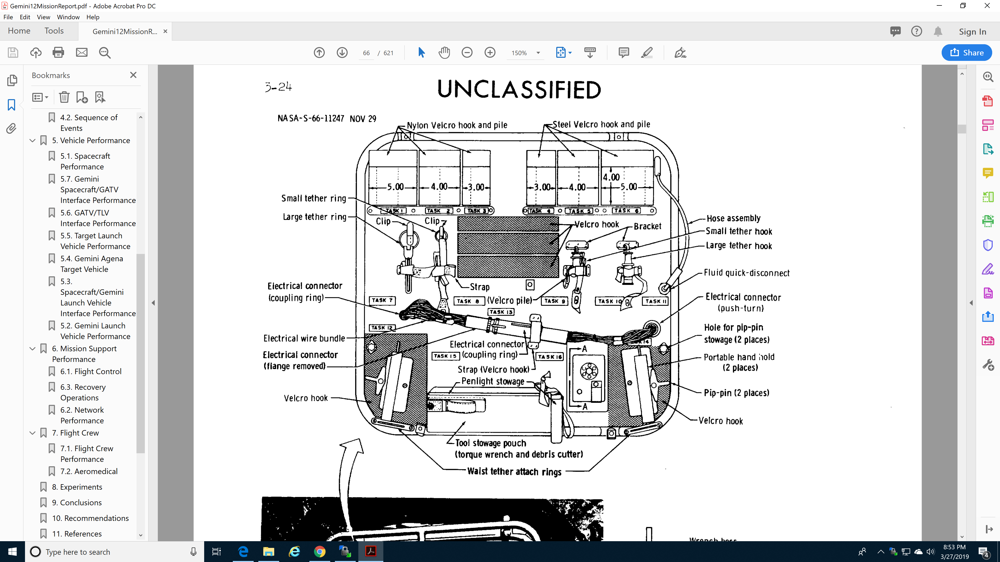 Gemini12MissionReport.pdf - Adobe Acrobat Pro DC
File Edit View Window Help
Home Tools Gemini12MissionR... Sign In
66 / 621 150% Share
Bookmarks
4.2. Sequence of
Events
5. Vehicle Performance
5.1. Spacecraft
Performance
5.7. Gemini
Spacecraft/GATV
Interface Performance
5.6. GATV/TLV
Interface Performance
5.5. Target Launch
Vehicle Performance
5.4. Gemini Agena
Target Vehicle
5.3.
Spacecraft/Gemini
Launch Vehicle
Interface Performance
5.2. Gemini Launch
Vehicle Performance
6. Mission Support
Performance
6.1. Flight Control
6.3. Recovery
Operations
6.2. Network
Performance
7. Flight Crew
7.1. Flight Crew
Performance
7.2. Aeromedical
8. Experiments
9. Conclusions
10. Recommendations
11. References
3-24
UNCLASSIFIED
NASA-S-66-11247 NOV 29
Nylon Velcro hook and pile
Steel Velcro hook and pile
5.00 4.00 3.00
3.00 4.00 4.00 5.00
TASK 1 TASK 2 TASK 3 TASK 4 TASK 5 TASK 6
Small tether ring
Large tether ring
Clip
Clip
Velcro hook
Bracket
Hose assembly
Small tether hook
Large tether hook
Fluid quick-disconnect
Electrical connector
(coupling ring)
Strap
(Velcro pile)
TASK 7 TASK 8 TASK 9 TASK 10 TASK 11
Electrical connector
(push-turn)
TASK 13
TASK 12
Electrical wire bundle
Hole for pip-pin
stowage (2 places)
Electrical connector
(coupling ring)
Electrical connector
(flange removed)
TASK 15
TASK 16
A
14
Portable hand hold
(2 places)
Strap (Velcro hook)
Penlight stowage
Pip-pin (2 places)
Velcro hook
A
Velcro hook
Tool stowage pouch
(torque wrench and debris cutter)
Waist tether attach rings
Type here to search
8:53 PM
3/27/2019
4